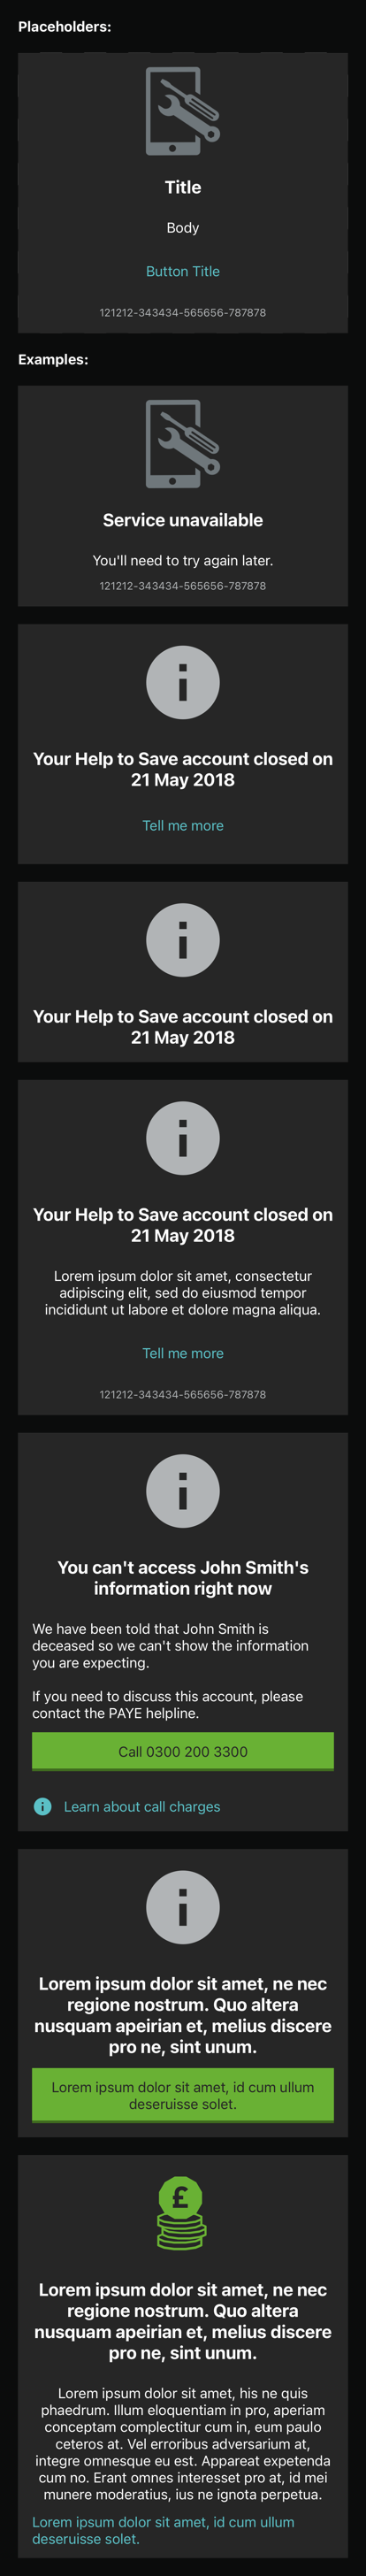 Placeholders:
Title
Body
Button Title
121212-343434-565656-787878
Examples:
Service unavailable
You'll need to try again later.
121212-343434-565656-787878
Your Help to Save account closed on
21 May 2018
Tell me more
Your Help to Save account closed on
21 May 2018
Your Help to Save account closed on
21 May 2018
Lorem ipsum dolor sit amet, consectetur
adipiscing elit, sed do eiusmod tempor
incididunt ut labore et dolore magna aliqua.
Tell me more
121212-343434-565656-787878
You can't access John Smith's
information right now
We have been told that John Smith is
deceased so we can't show the information
you are expecting.
If you need to discuss this account, please
contact the PAYE helpline.
Call 0300 200 3300
Learn about call charges
Lorem ipsum dolor sit amet, ne nec
regione nostrum. Quo altera
nusquam apeirian et, melius discere
pro ne, sint unum.
Lorem ipsum dolor sit amet, id cum ullum
deseruisse solet.
£
Lorem ipsum dolor sit amet, ne nec
regione nostrum. Quo altera
nusquam apeirian et, melius discere
pro ne, sint unum.
Lorem ipsum dolor sit amet, his ne quis
phaedrum. Illum eloquentiam in pro, aperiam
conceptam complectitur cum in, eum paulo
ceteros at. Vel erroribus adversarium at,
integre omnesque eu est. Appareat expetenda
cum no. Erant omnes interesset pro at, id mei
munere moderatius, ius ne ignota perpetua.
Lorem ipsum dolor sit amet, id cum ullum
deseruisse solet.